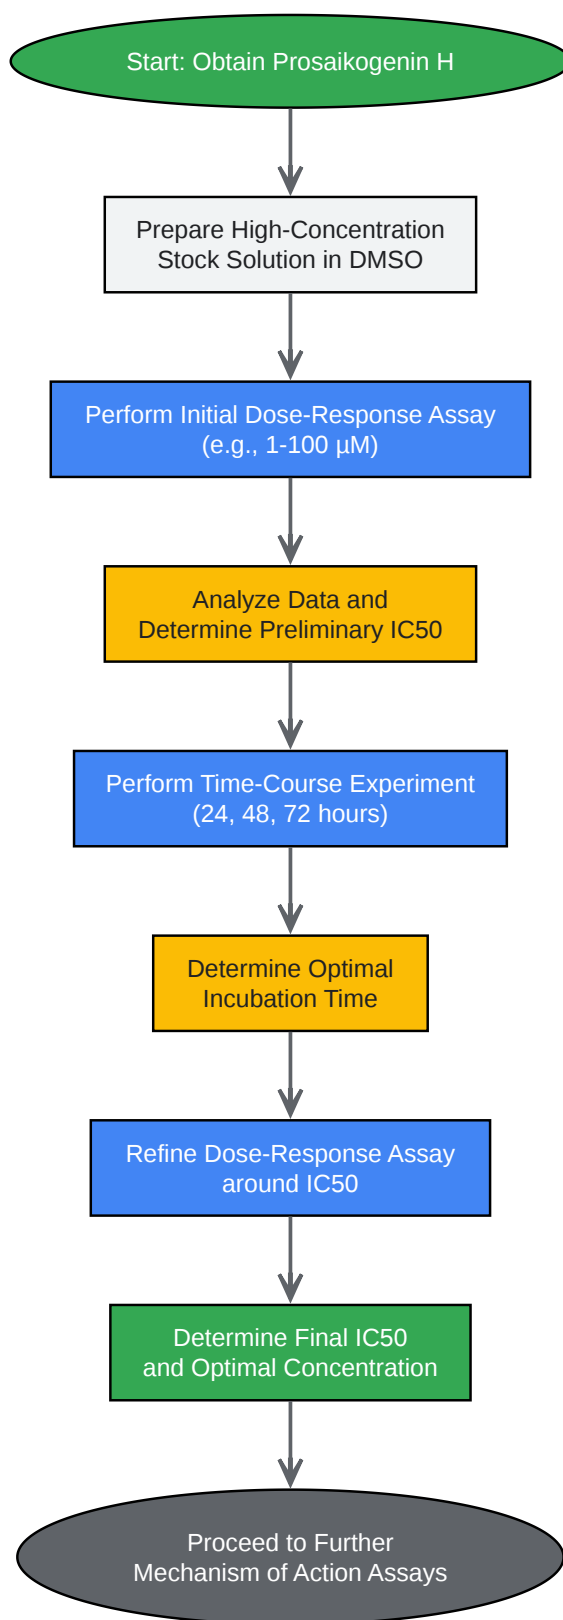 Start: Obtain Prosaikogenin H
Prepare High-Concentration
Stock Solution in DMSO
Perform Initial Dose-Response Assay
(e.g., 1-100 µM)
Analyze Data and
Determine Preliminary IC50
Perform Time-Course Experiment
(24, 48, 72 hours)
Determine Optimal
Incubation Time
Refine Dose-Response Assay
around IC50
Determine Final IC50
and Optimal Concentration
Proceed to Further
Mechanism of Action Assays